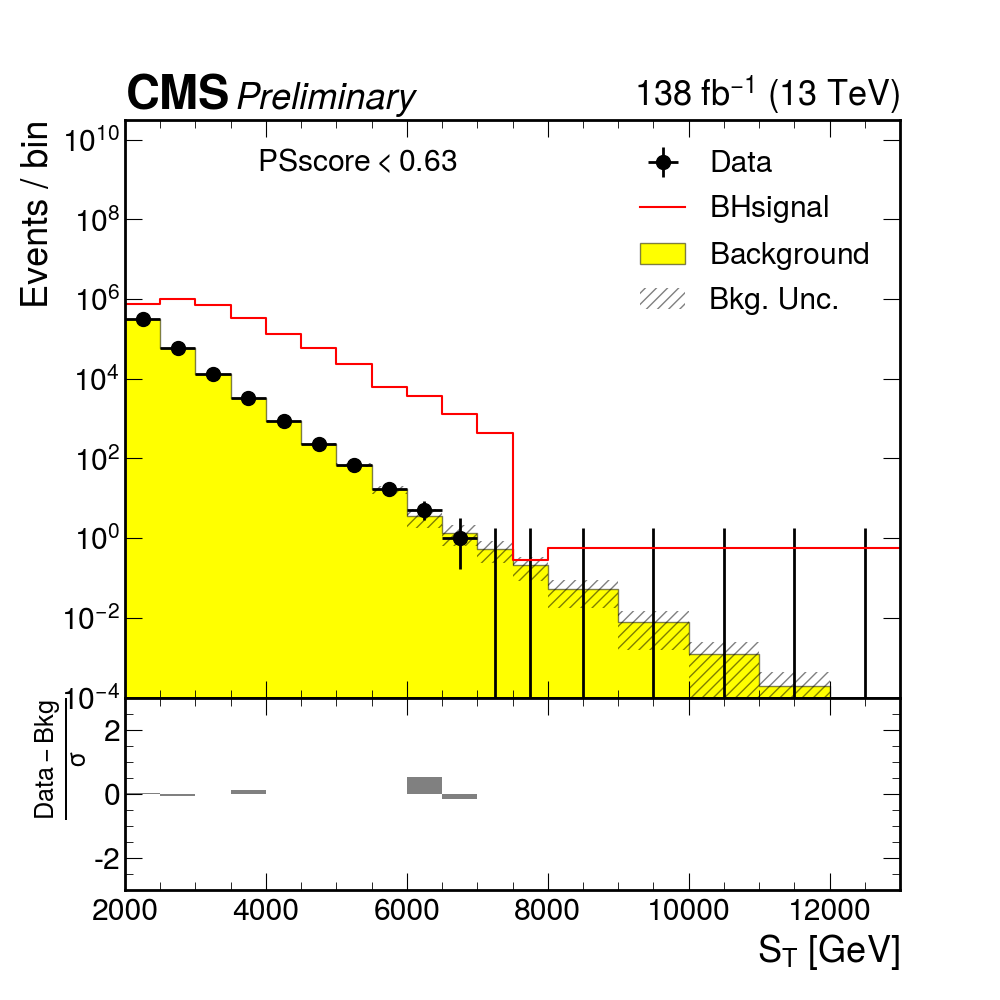 CMS Preliminary 138 fb⁻¹ (13 TeV)
Events / bin
10¹⁰
10⁸
10⁶
10⁴
10²
10⁰
10⁻²
10⁻⁴
PSscore < 0.63
Data
BHsignal
Background
Bkg. Unc.
Data – Bkg
σ
2
0
-2
2000 4000 6000 8000 10000 12000
S_T [GeV]